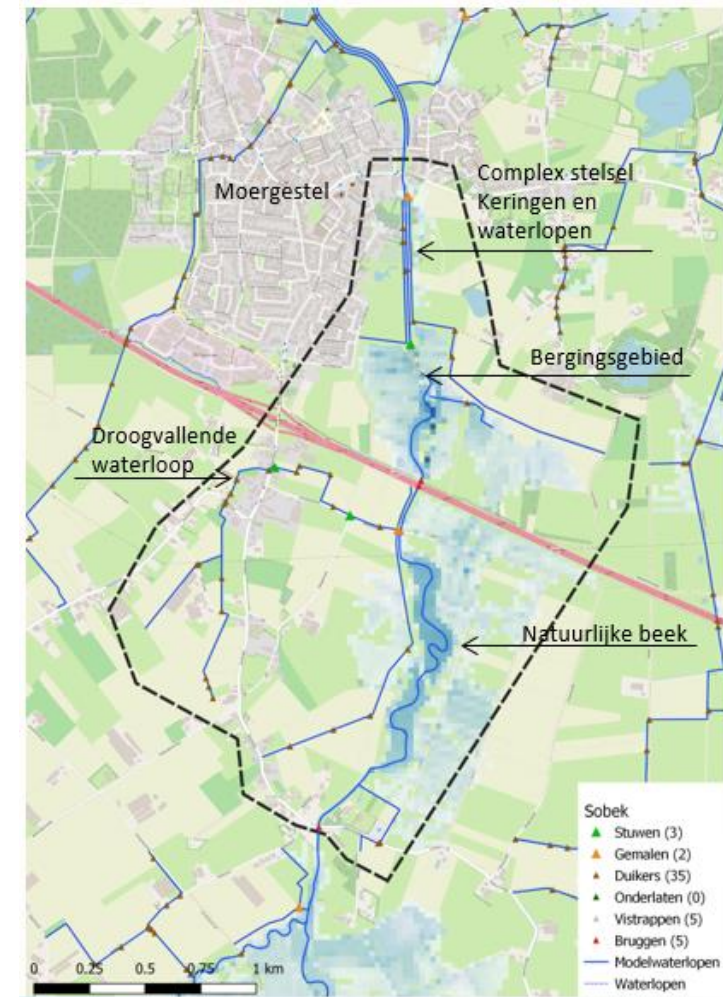 Moergestel
Complex stelsel
Keringen en
waterlopen
Bergingsgebied
Droogvallende
waterloop
Natuurlijke beek
Sobek
Stuwen (3)
Gemalen (2)
Duikers (35)
Onderlaten (0)
Vistrappen (5)
Bruggen (5)
Modelwaterlopen
Waterlopen
0 0.25 0.5 0.75 1 km